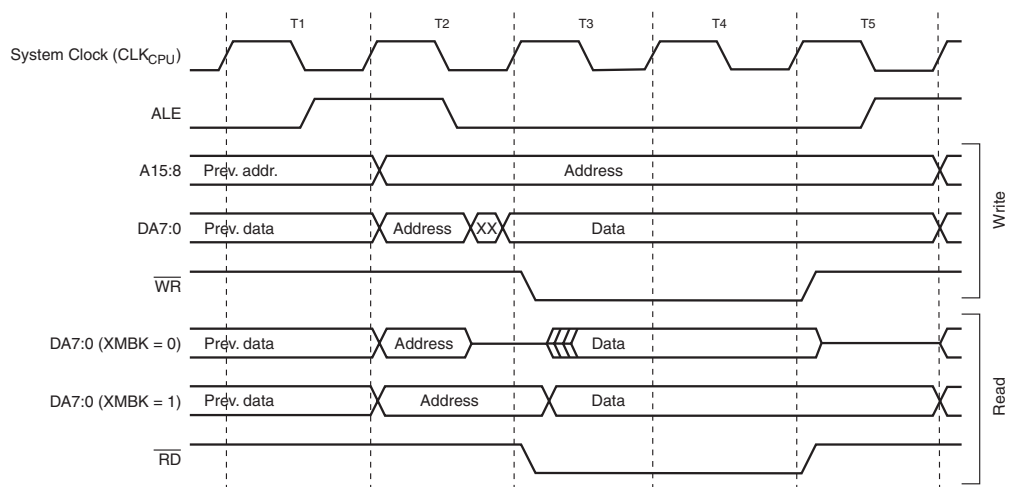 T1 T2 T3 T4 T5
System Clock (CLKCPU)
ALE
A15:8 Prev. addr. Address
DA7:0 Prev. data Address XX Data
WR
Write
DA7:0 (XMBK = 0) Prev. data Address Data
DA7:0 (XMBK = 1) Prev. data Address Data
RD
Read